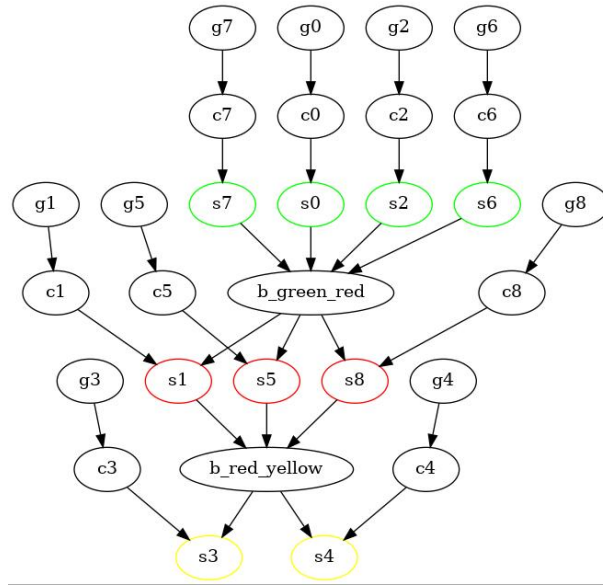 g7 g0 g2 g6
c7 c0 c2 c6
g1 g5 s7 s0 s2 s6 g8
c1 c5 b_green_red c8
g3 s1 s5 s8 g4
c3 b_red_yellow c4
s3 s4